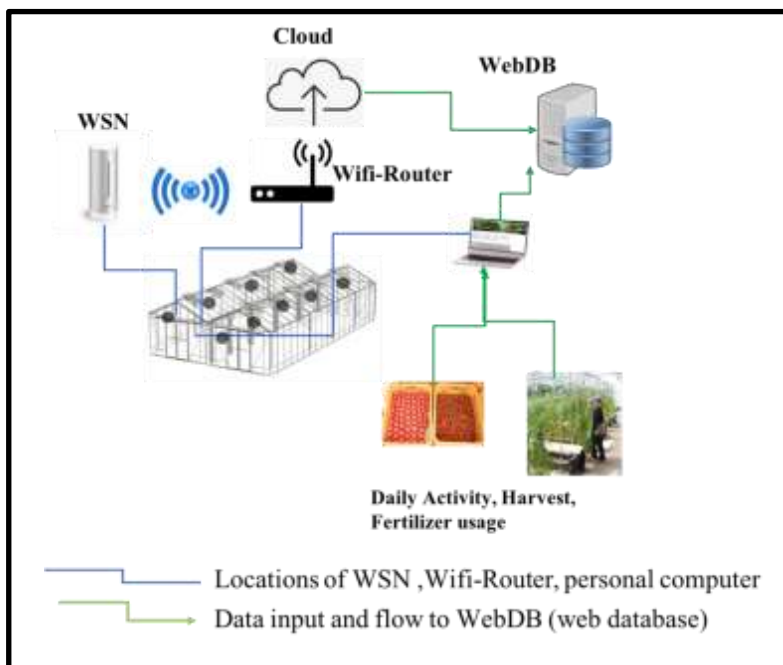 Cloud
WebDB
WSN
Wifi-Router
Daily Activity, Harvest,
Fertilizer usage
Locations of WSN ,Wifi-Router, personal computer
Data input and flow to WebDB (web database)